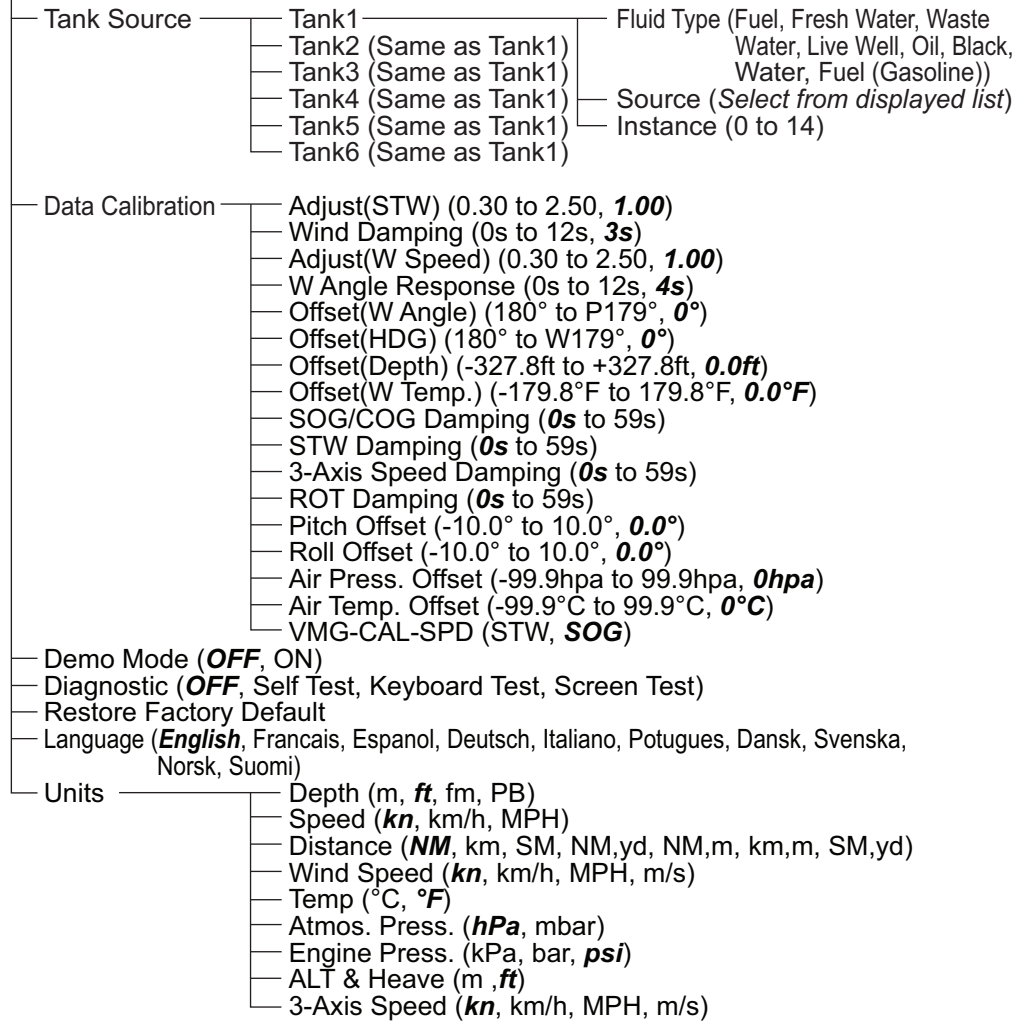 Tank Source Tank1 Fluid Type (Fuel, Fresh Water, Waste
Tank2 (Same as Tank1) Water, Live Well, Oil, Black,
Tank3 (Same as Tank1) Water, Fuel (Gasoline))
Tank4 (Same as Tank1) Source (Select from displayed list)
Tank5 (Same as Tank1) Instance (0 to 14)
Tank6 (Same as Tank1)
Data Calibration Adjust(STW) (0.30 to 2.50, 1.00)
Wind Damping (0s to 12s, 3s)
Adjust(W Speed) (0.30 to 2.50, 1.00)
W Angle Response (0s to 12s, 4s)
Offset(W Angle) (180° to P179°, 0°)
Offset(HDG) (180° to W179°, 0°)
Offset(Depth) (-327.8ft to +327.8ft, 0.0ft)
Offset(W Temp.) (-179.8°F to 179.8°F, 0.0°F)
SOG/COG Damping (0s to 59s)
STW Damping (0s to 59s)
3-Axis Speed Damping (0s to 59s)
ROT Damping (0s to 59s)
Pitch Offset (-10.0° to 10.0°, 0.0°)
Roll Offset (-10.0° to 10.0°, 0.0°)
Air Press. Offset (-99.9hpa to 99.9hpa, 0hpa)
Air Temp. Offset (-99.9°C to 99.9°C, 0°C)
VMG-CAL-SPD (STW, SOG)
Demo Mode (OFF, ON)
Diagnostic (OFF, Self Test, Keyboard Test, Screen Test)
Restore Factory Default
Language (English, Francais, Espanol, Deutsch, Italiano, Potugues, Dansk, Svenska,
Norsk, Suomi)
Units Depth (m, ft, fm, PB)
Speed (kn, km/h, MPH)
Distance (NM, km, SM, NM,yd, NM,m, km,m, SM,yd)
Wind Speed (kn, km/h, MPH, m/s)
Temp (°C, °F)
Atmos. Press. (hPa, mbar)
Engine Press. (kPa, bar, psi)
ALT & Heave (m ,ft)
3-Axis Speed (kn, km/h, MPH, m/s)